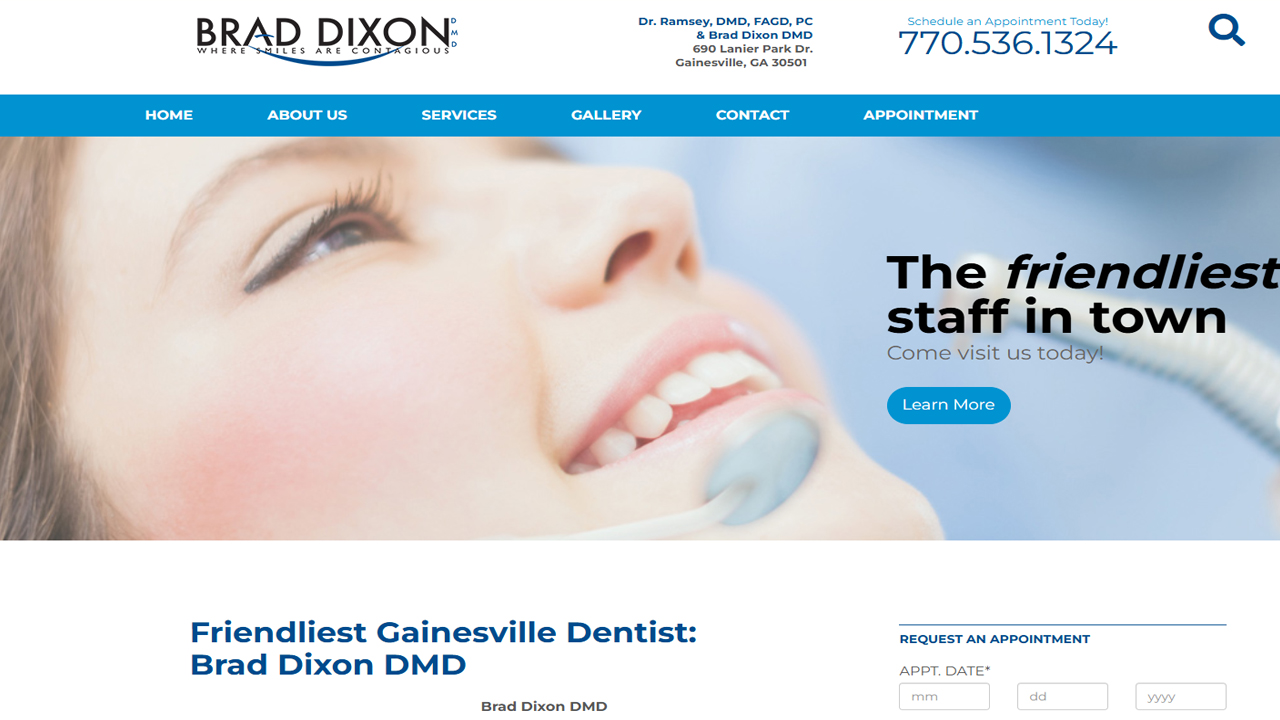 BRAD DIXON DMD
WHERE SMILES ARE CONTAGIOUS
Dr. Ramsey, DMD, FAGD, PC
& Brad Dixon DMD
690 Lanier Park Dr.
Gainesville, GA 30501
Schedule an Appointment Today!
770.536.1324
HOME ABOUT US SERVICES GALLERY CONTACT APPOINTMENT
The friendliest
staff in town
Come visit us today!
Learn More
Friendliest Gainesville Dentist:
Brad Dixon DMD
Brad Dixon DMD
REQUEST AN APPOINTMENT
APPT. DATE*
mm dd yyyy